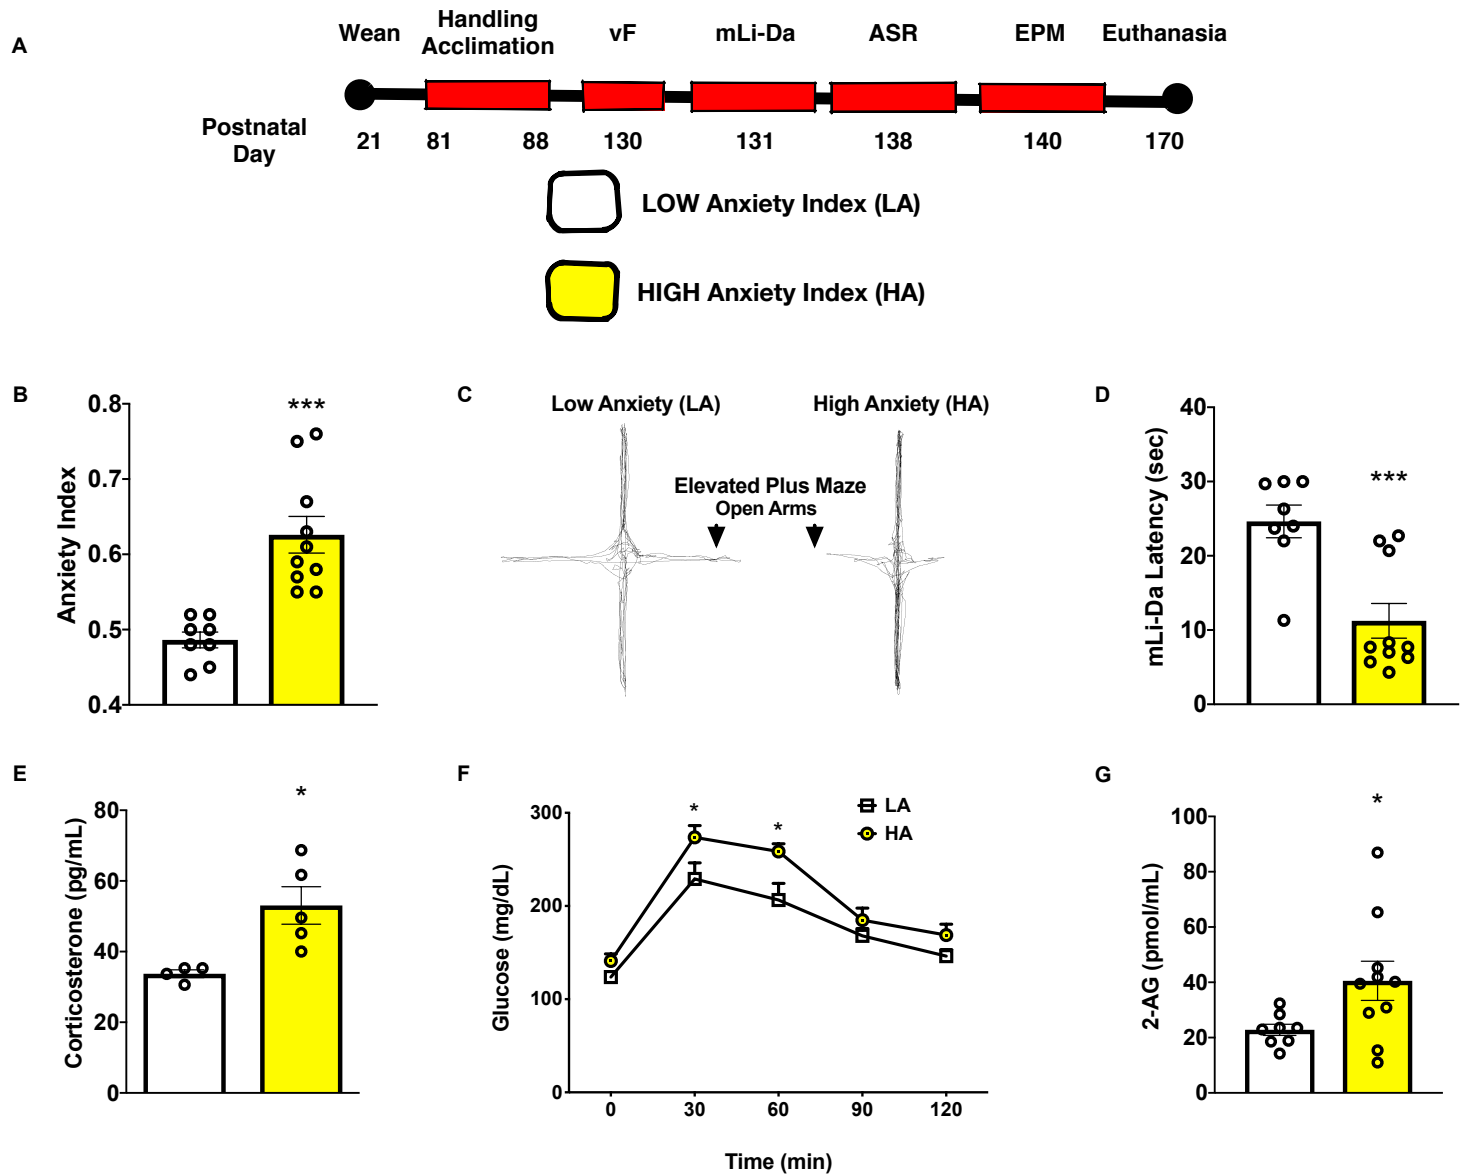 A
Wean
Handling
Acclimation
vF
mLi-Da
ASR
EPM
Euthanasia
Postnatal
Day
21
81
88
130
131
138
140
170
LOW Anxiety Index (LA)
HIGH Anxiety Index (HA)
B
Anxiety Index
0.8
0.7
0.6
0.5
0.4
***
C
Low Anxiety (LA)
High Anxiety (HA)
Elevated Plus Maze
Open Arms
D
mLi-Da Latency (sec)
40
30
20
10
0
***
E
Corticosterone (pg/mL)
80
60
40
20
0
*
F
Glucose (mg/dL)
300
200
100
0
*
*
LA
HA
0
30
60
90
120
Time (min)
G
2-AG (pmol/mL)
100
80
60
40
20
0
*